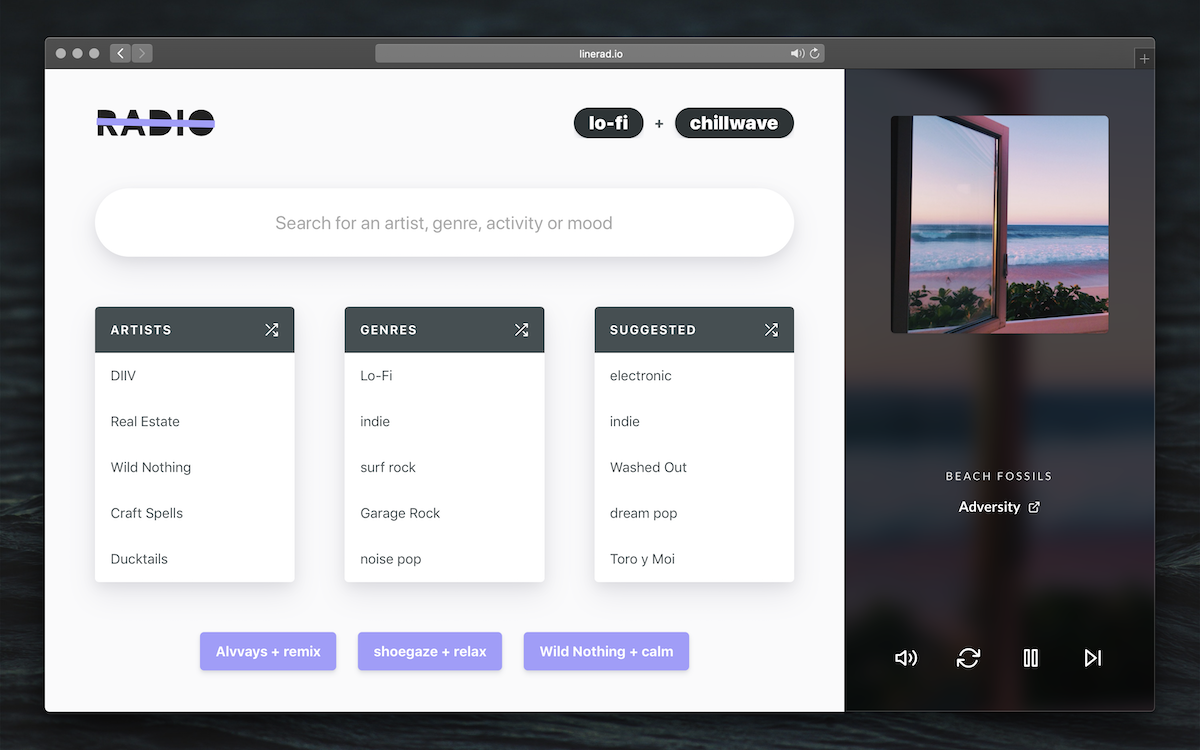 linerad.io
RADIO
lo-fi + chillwave
Search for an artist, genre, activity or mood
ARTISTS
DIIV
Real Estate
Wild Nothing
Craft Spells
Ducktails
GENRES
Lo-Fi
indie
surf rock
Garage Rock
noise pop
SUGGESTED
electronic
indie
Washed Out
dream pop
Toro y Moi
Alvvays + remix
shoegaze + relax
Wild Nothing + calm
BEACH FOSSILS
Adversity